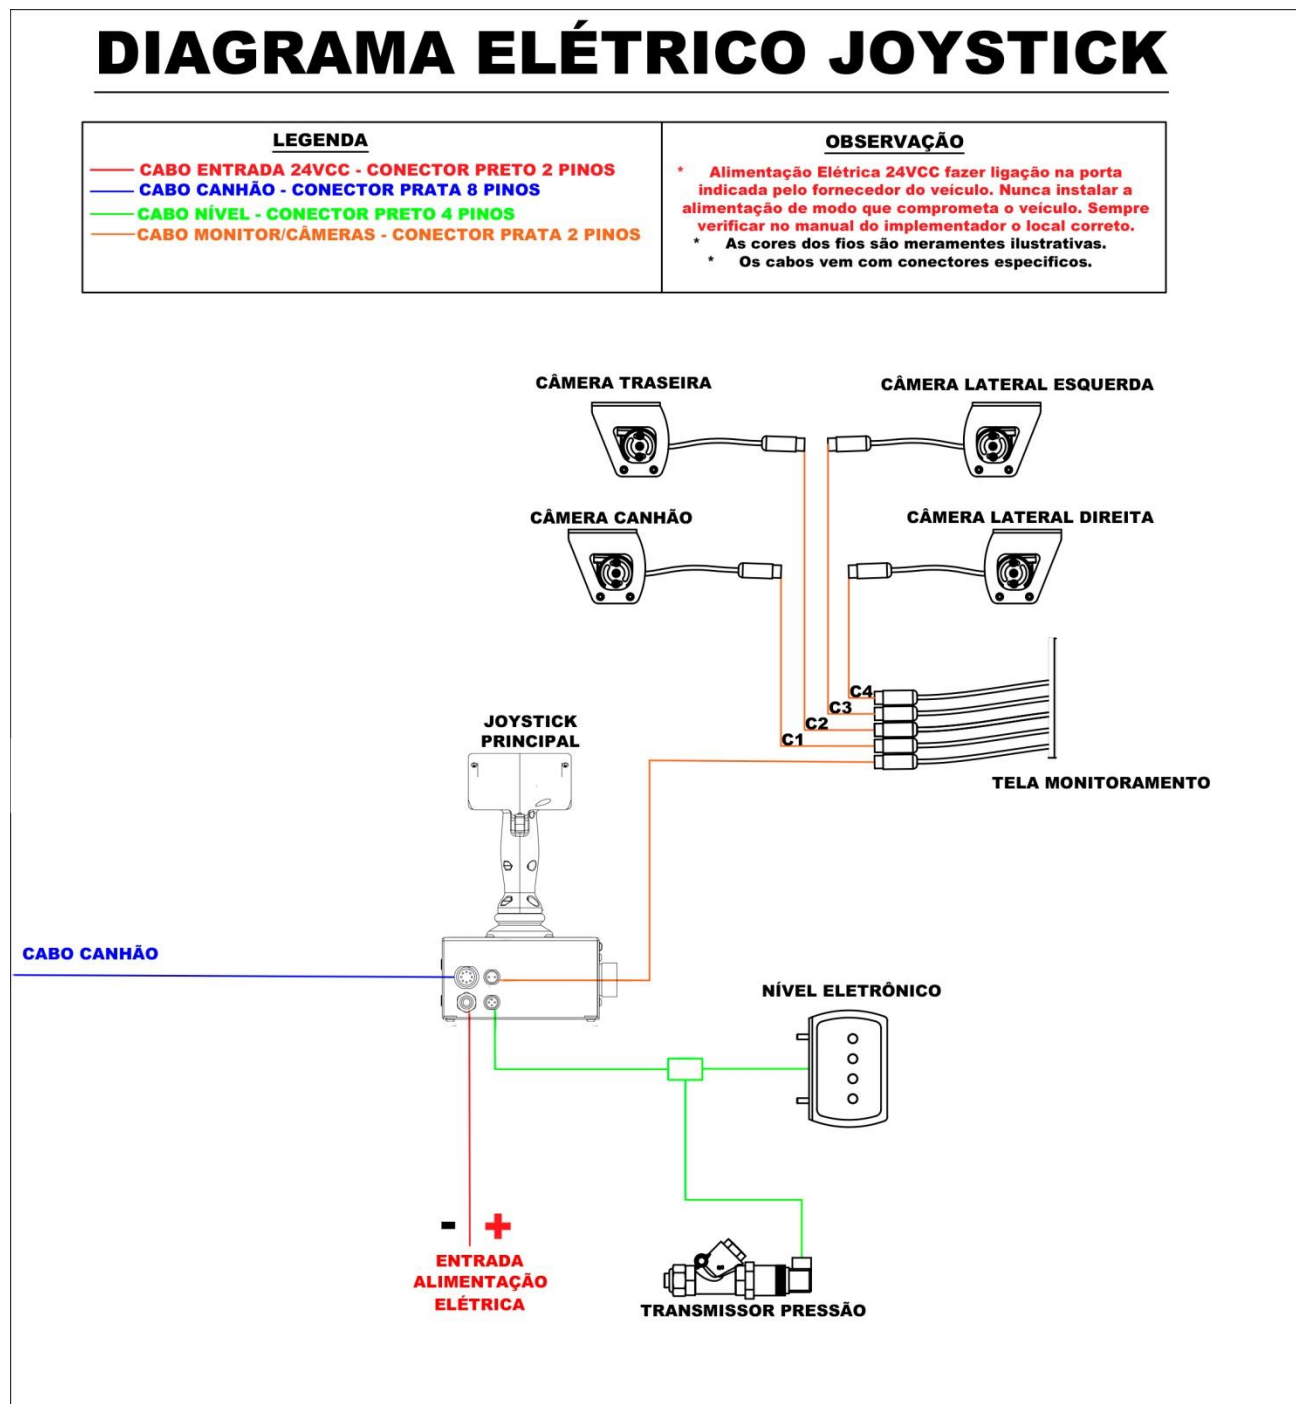 DIAGRAMA ELÉTRICO JOYSTICK
LEGENDA
CABO ENTRADA 24VCC - CONECTOR PRETO 2 PINOS
CABO CANHÃO - CONECTOR PRATA 8 PINOS
CABO NÍVEL - CONECTOR PRETO 4 PINOS
CABO MONITOR/CÂMERAS - CONECTOR PRATA 2 PINOS
OBSERVAÇÃO
* Alimentação Elétrica 24VCC fazer ligação na porta
indicada pelo fornecedor do veículo. Nunca instalar a
alimentação de modo que comprometa o veículo. Sempre
verificar no manual do implementador o local correto.
* As cores dos fios são meramentes ilustrativas.
* Os cabos vem com conectores especificos.
CÂMERA TRASEIRA
CÂMERA LATERAL ESQUERDA
CÂMERA CANHÃO
CÂMERA LATERAL DIREITA
C4
C3
C2
C1
TELA MONITORAMENTO
JOYSTICK
PRINCIPAL
CABO CANHÃO
NÍVEL ELETRÔNICO
- +
ENTRADA
ALIMENTAÇÃO
ELÉTRICA
TRANSMISSOR PRESSÃO